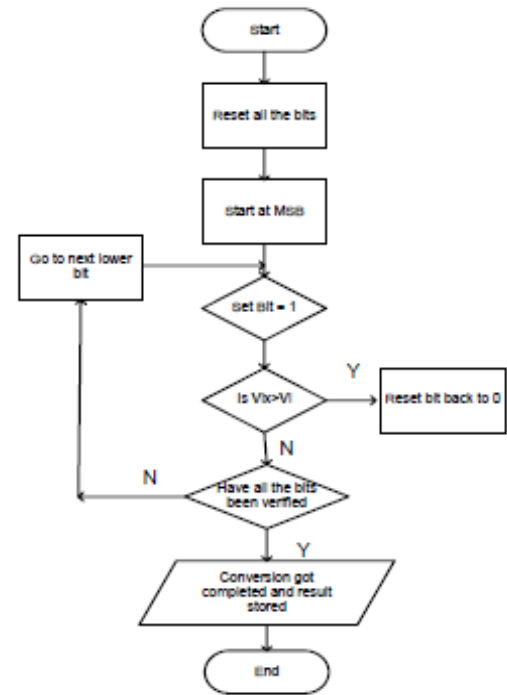 Start
Reset all the bits
Start at MSB
Go to next lower
bit
Set Bit = 1
Is Vix>Vi
Y
Reset bit back to 0
N
Have all the bits
been verified
N
Y
Conversion got
completed and result
stored
End